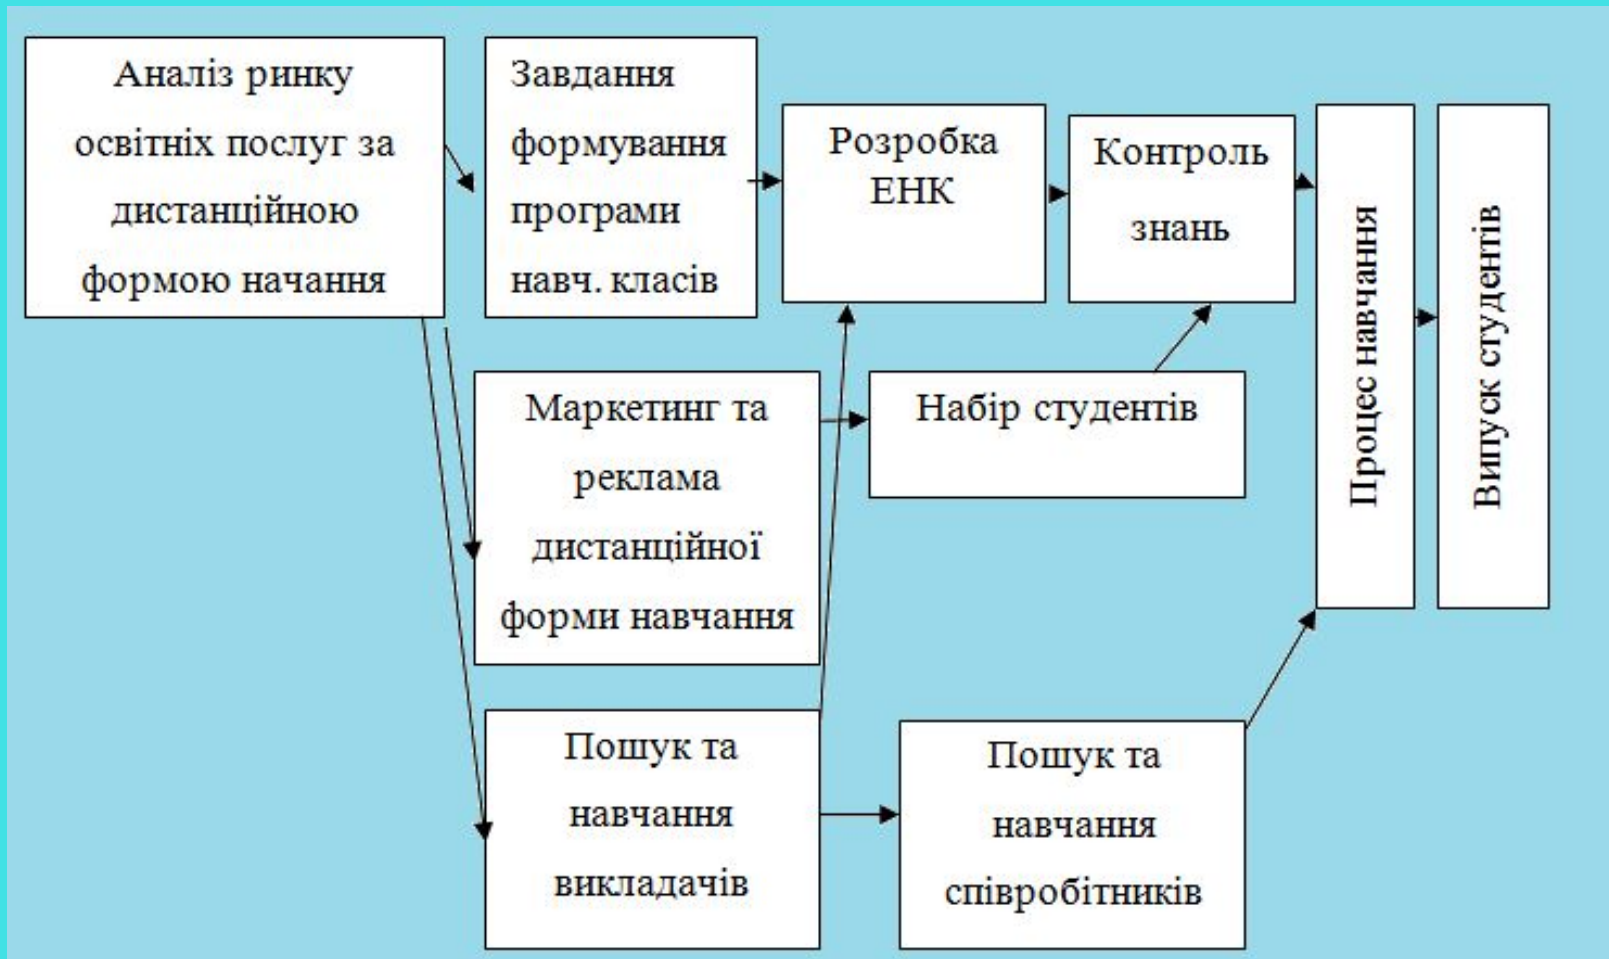 Аналіз ринку
освітніх послуг за
дистанційною
формою начання
Завдання
формування
програми
навч. класів
Розробка
ЕНК
Контроль
знань
Процес навчання
Випуск студентів
Маркетинг та
реклама
дистанційної
форми навчання
Набір студентів
Пошук та
навчання
викладачів
Пошук та
навчання
співробітників